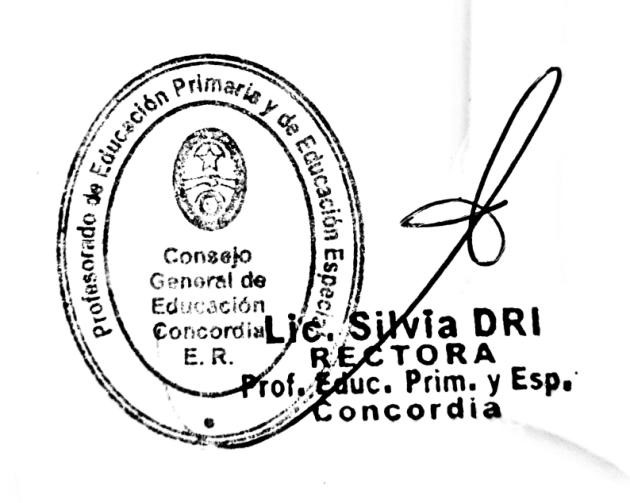 Profesorado de Educación Primaria y de Educación Especial
Consejo
General de
Educación
Concordia
E. R.
Lic. Silvia DRI
RECTORA
Prof. Educ. Prim. y Esp.
Concordia